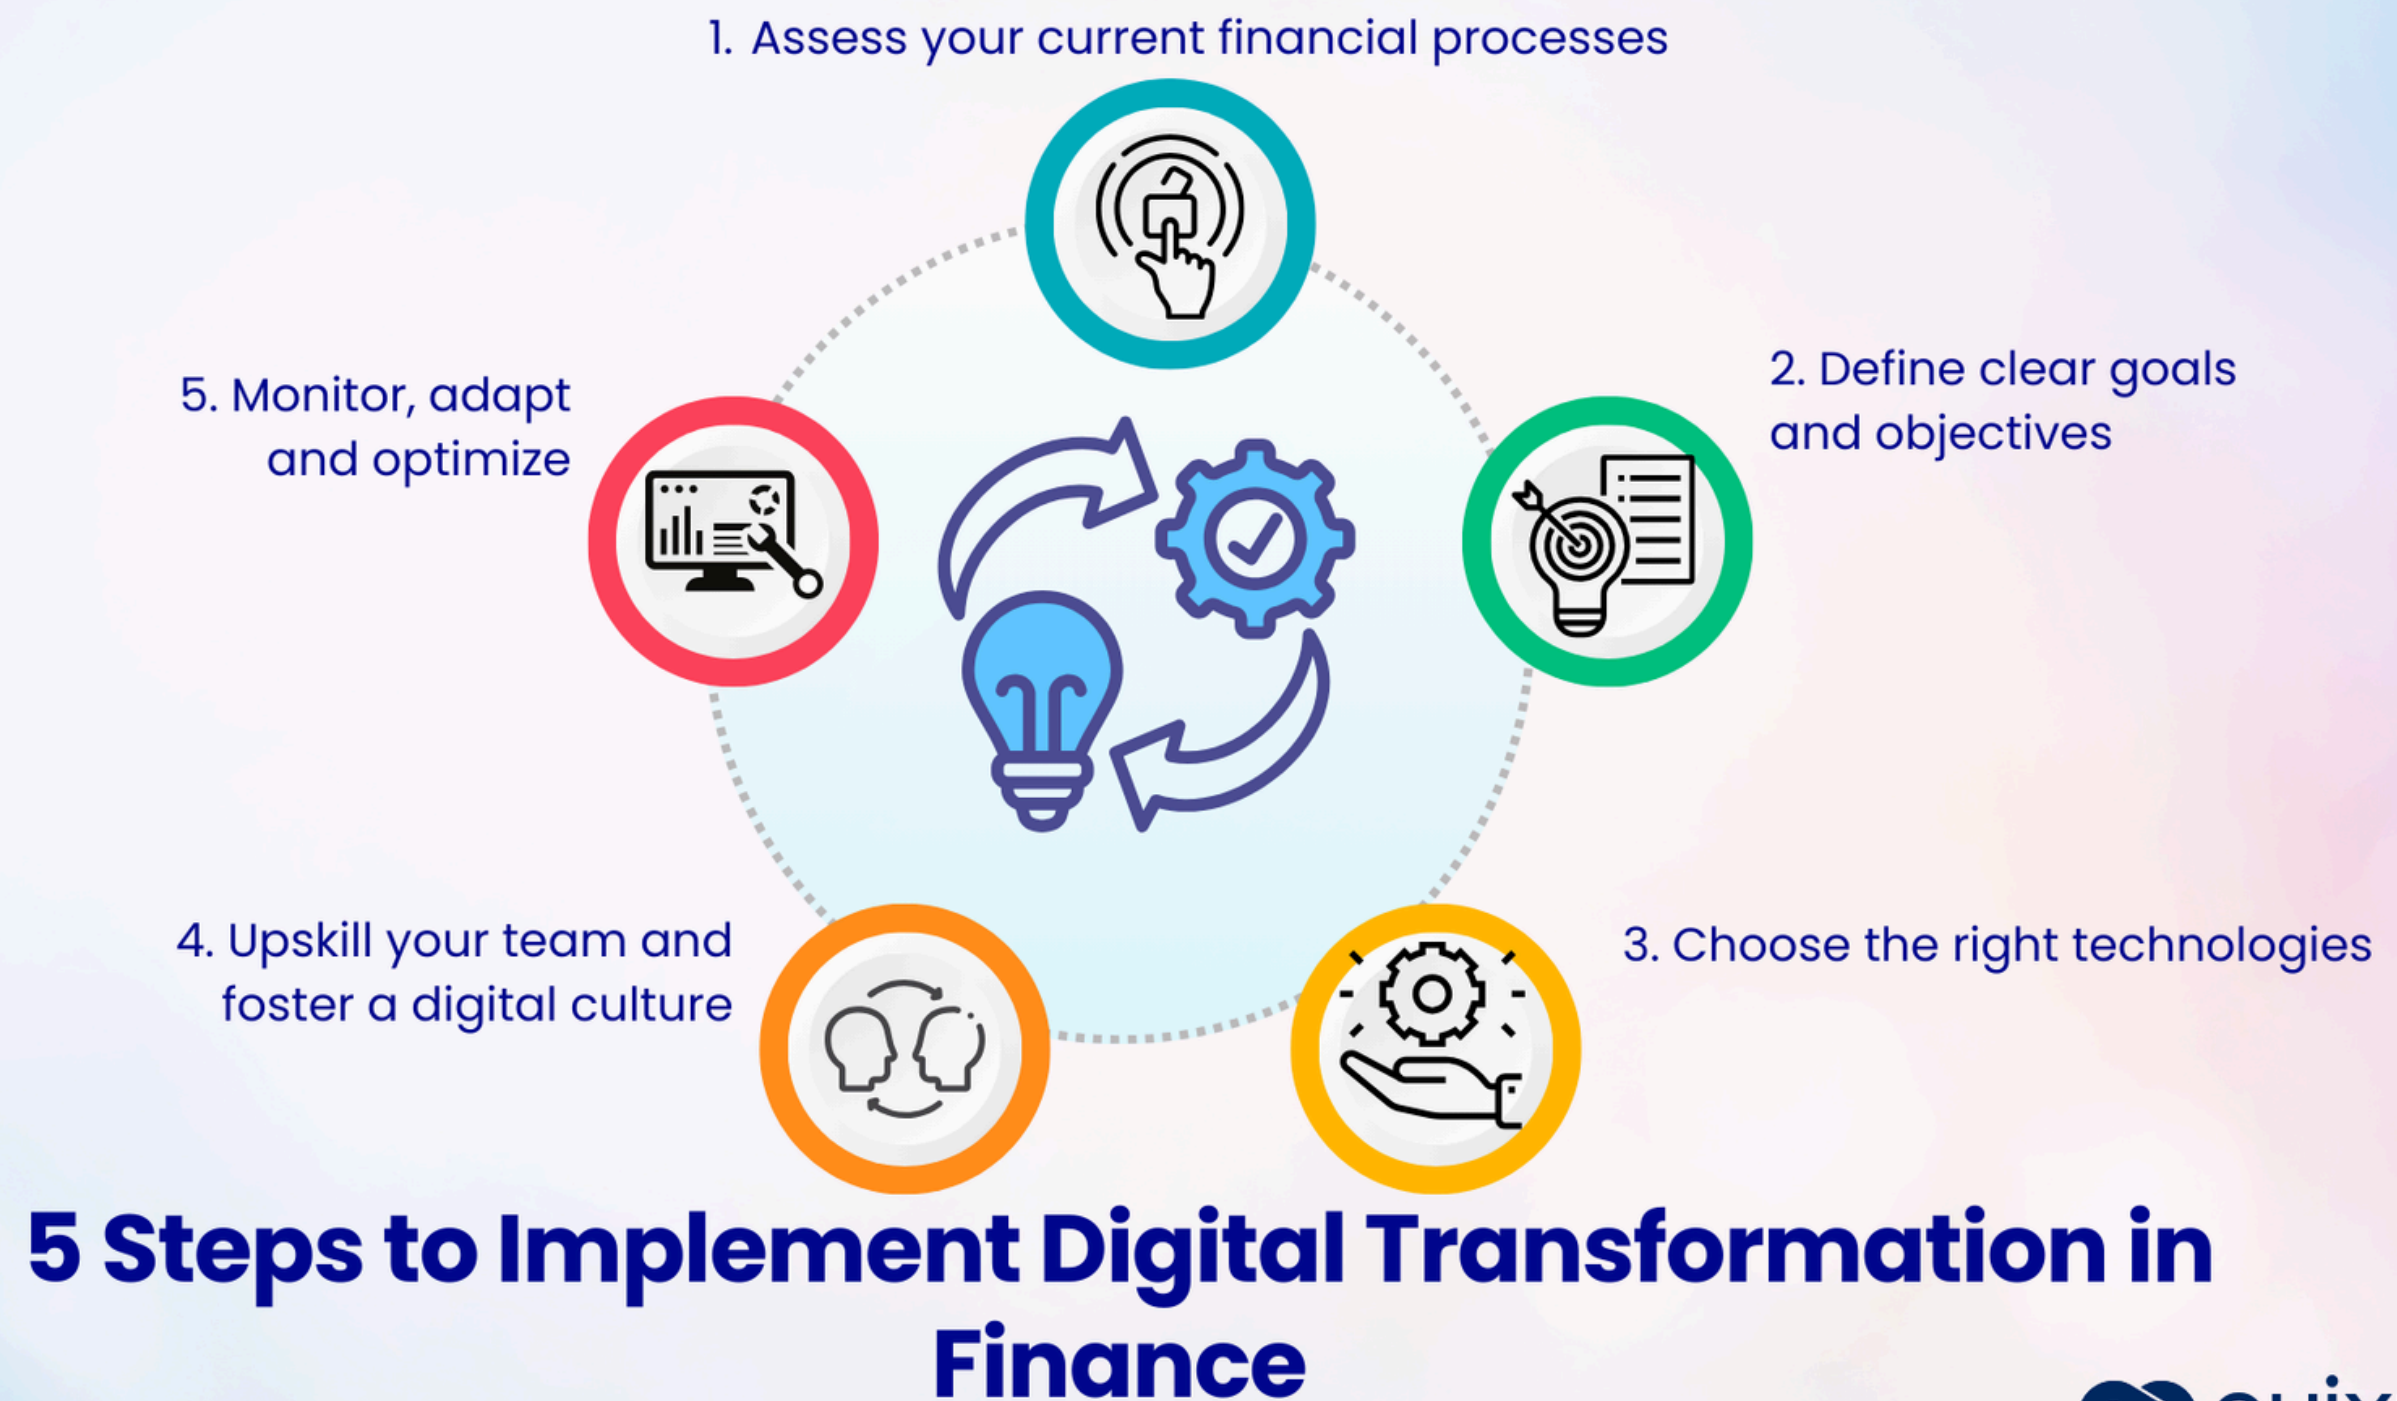 1. Assess your current financial processes
2. Define clear goals
and objectives
3. Choose the right technologies
4. Upskill your team and
foster a digital culture
5. Monitor, adapt
and optimize
5 Steps to Implement Digital Transformation in
Finance